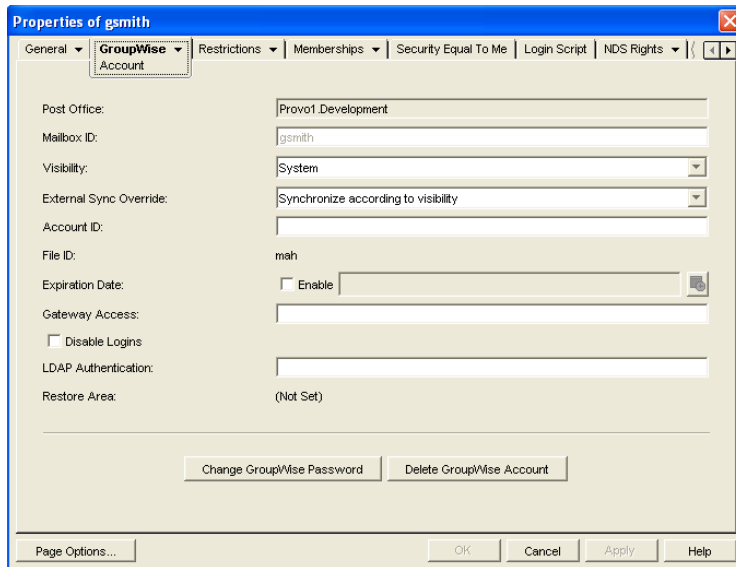 Properties of gsmith
General GroupWise Restrictions Memberships Security Equal To Me Login Script NDS Rights
Account
Post Office: Provo1.Development
Mailbox ID: gsmith
Visibility: System
External Sync Override: Synchronize according to visibility
Account ID:
File ID: mah
Expiration Date: Enable
Gateway Access:
Disable Logins
LDAP Authentication:
Restore Area: (Not Set)
Change GroupWise Password Delete GroupWise Account
Page Options... OK Cancel Apply Help